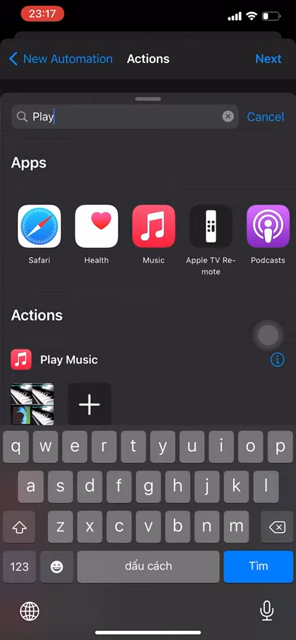 23:17
New Automation Actions Next
Play Cancel
Apps
Safari Health Music Apple TV Re-
mote Podcasts
Actions
Play Music
q w e r t y u i o p
a s d f g h j k l
z x c v b n m
123 dấu cách Tìm